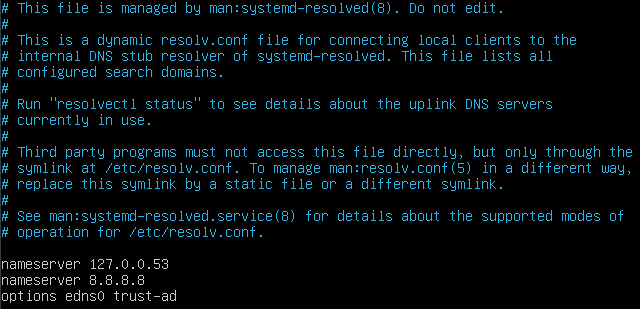 # This file is managed by man:systemd-resolved(8). Do not edit.
#
# This is a dynamic resolv.conf file for connecting local clients to the
# internal DNS stub resolver of systemd-resolved. This file lists all
# configured search domains.
#
# Run "resolvectl status" to see details about the uplink DNS servers
# currently in use.
#
# Third party programs must not access this file directly, but only through the
# symlink at /etc/resolv.conf. To manage man:resolv.conf(5) in a different way,
# replace this symlink by a static file or a different symlink.
#
# See man:systemd-resolved.service(8) for details about the supported modes of
# operation for /etc/resolv.conf.
nameserver 127.0.0.53
nameserver 8.8.8.8
options edns0 trust-ad